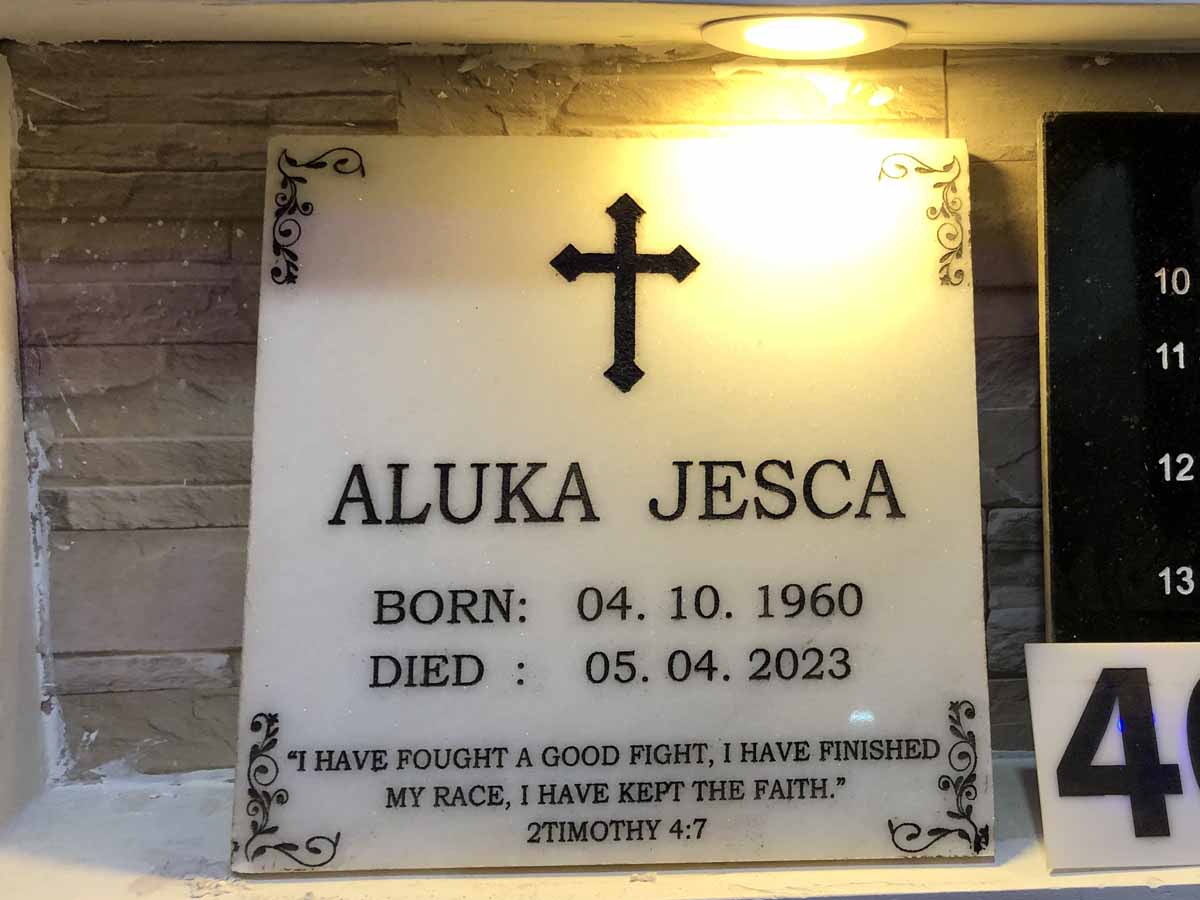 ALUKA JESCA
BORN: 04. 10. 1960
DIED : 05. 04. 2023
“I HAVE FOUGHT A GOOD FIGHT, I HAVE FINISHED
MY RACE, I HAVE KEPT THE FAITH.”
2TIMOTHY 4:7
10
11
12
13
4